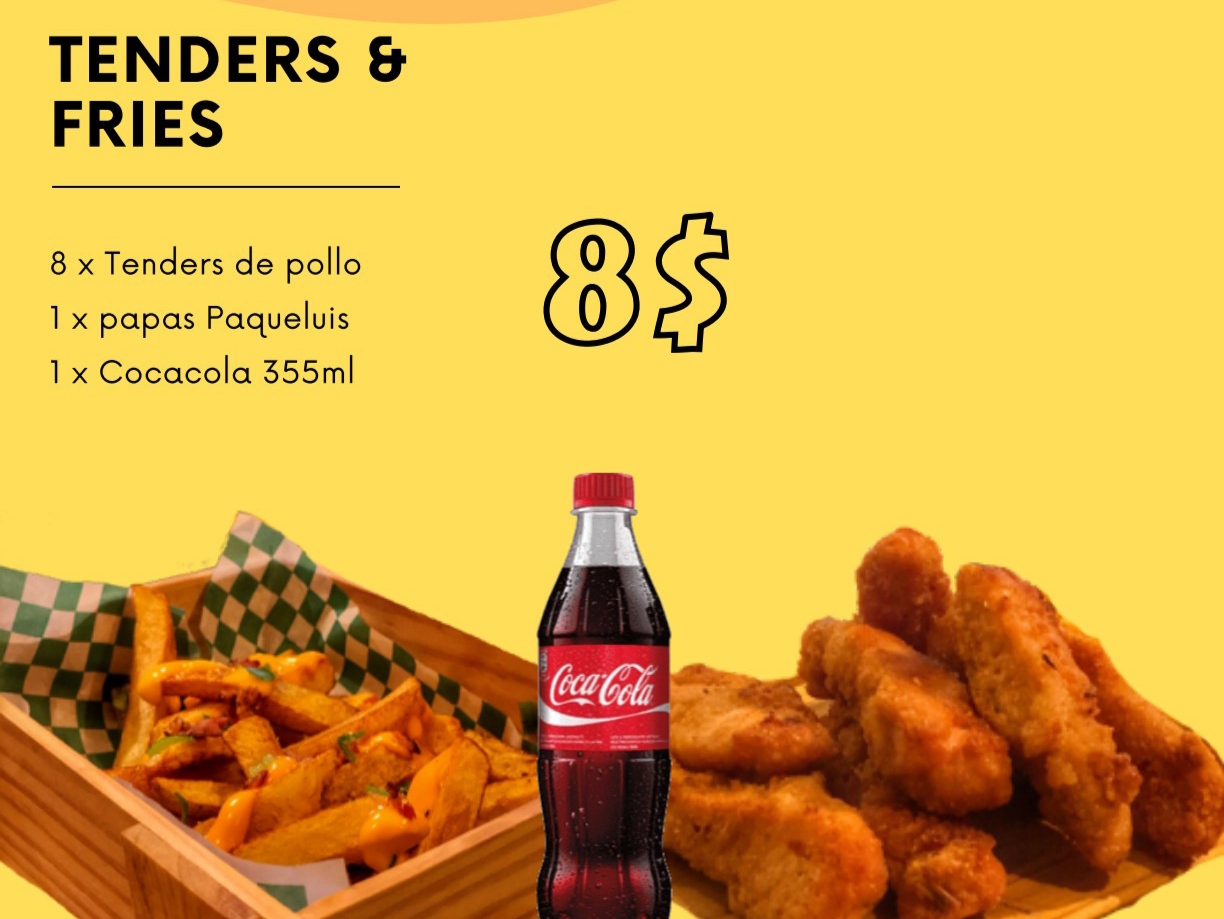 TENDERS &
FRIES
8 x Tenders de pollo
1 x papas Paqueluis
1 x Cocacola 355ml
8$
Coca-Cola